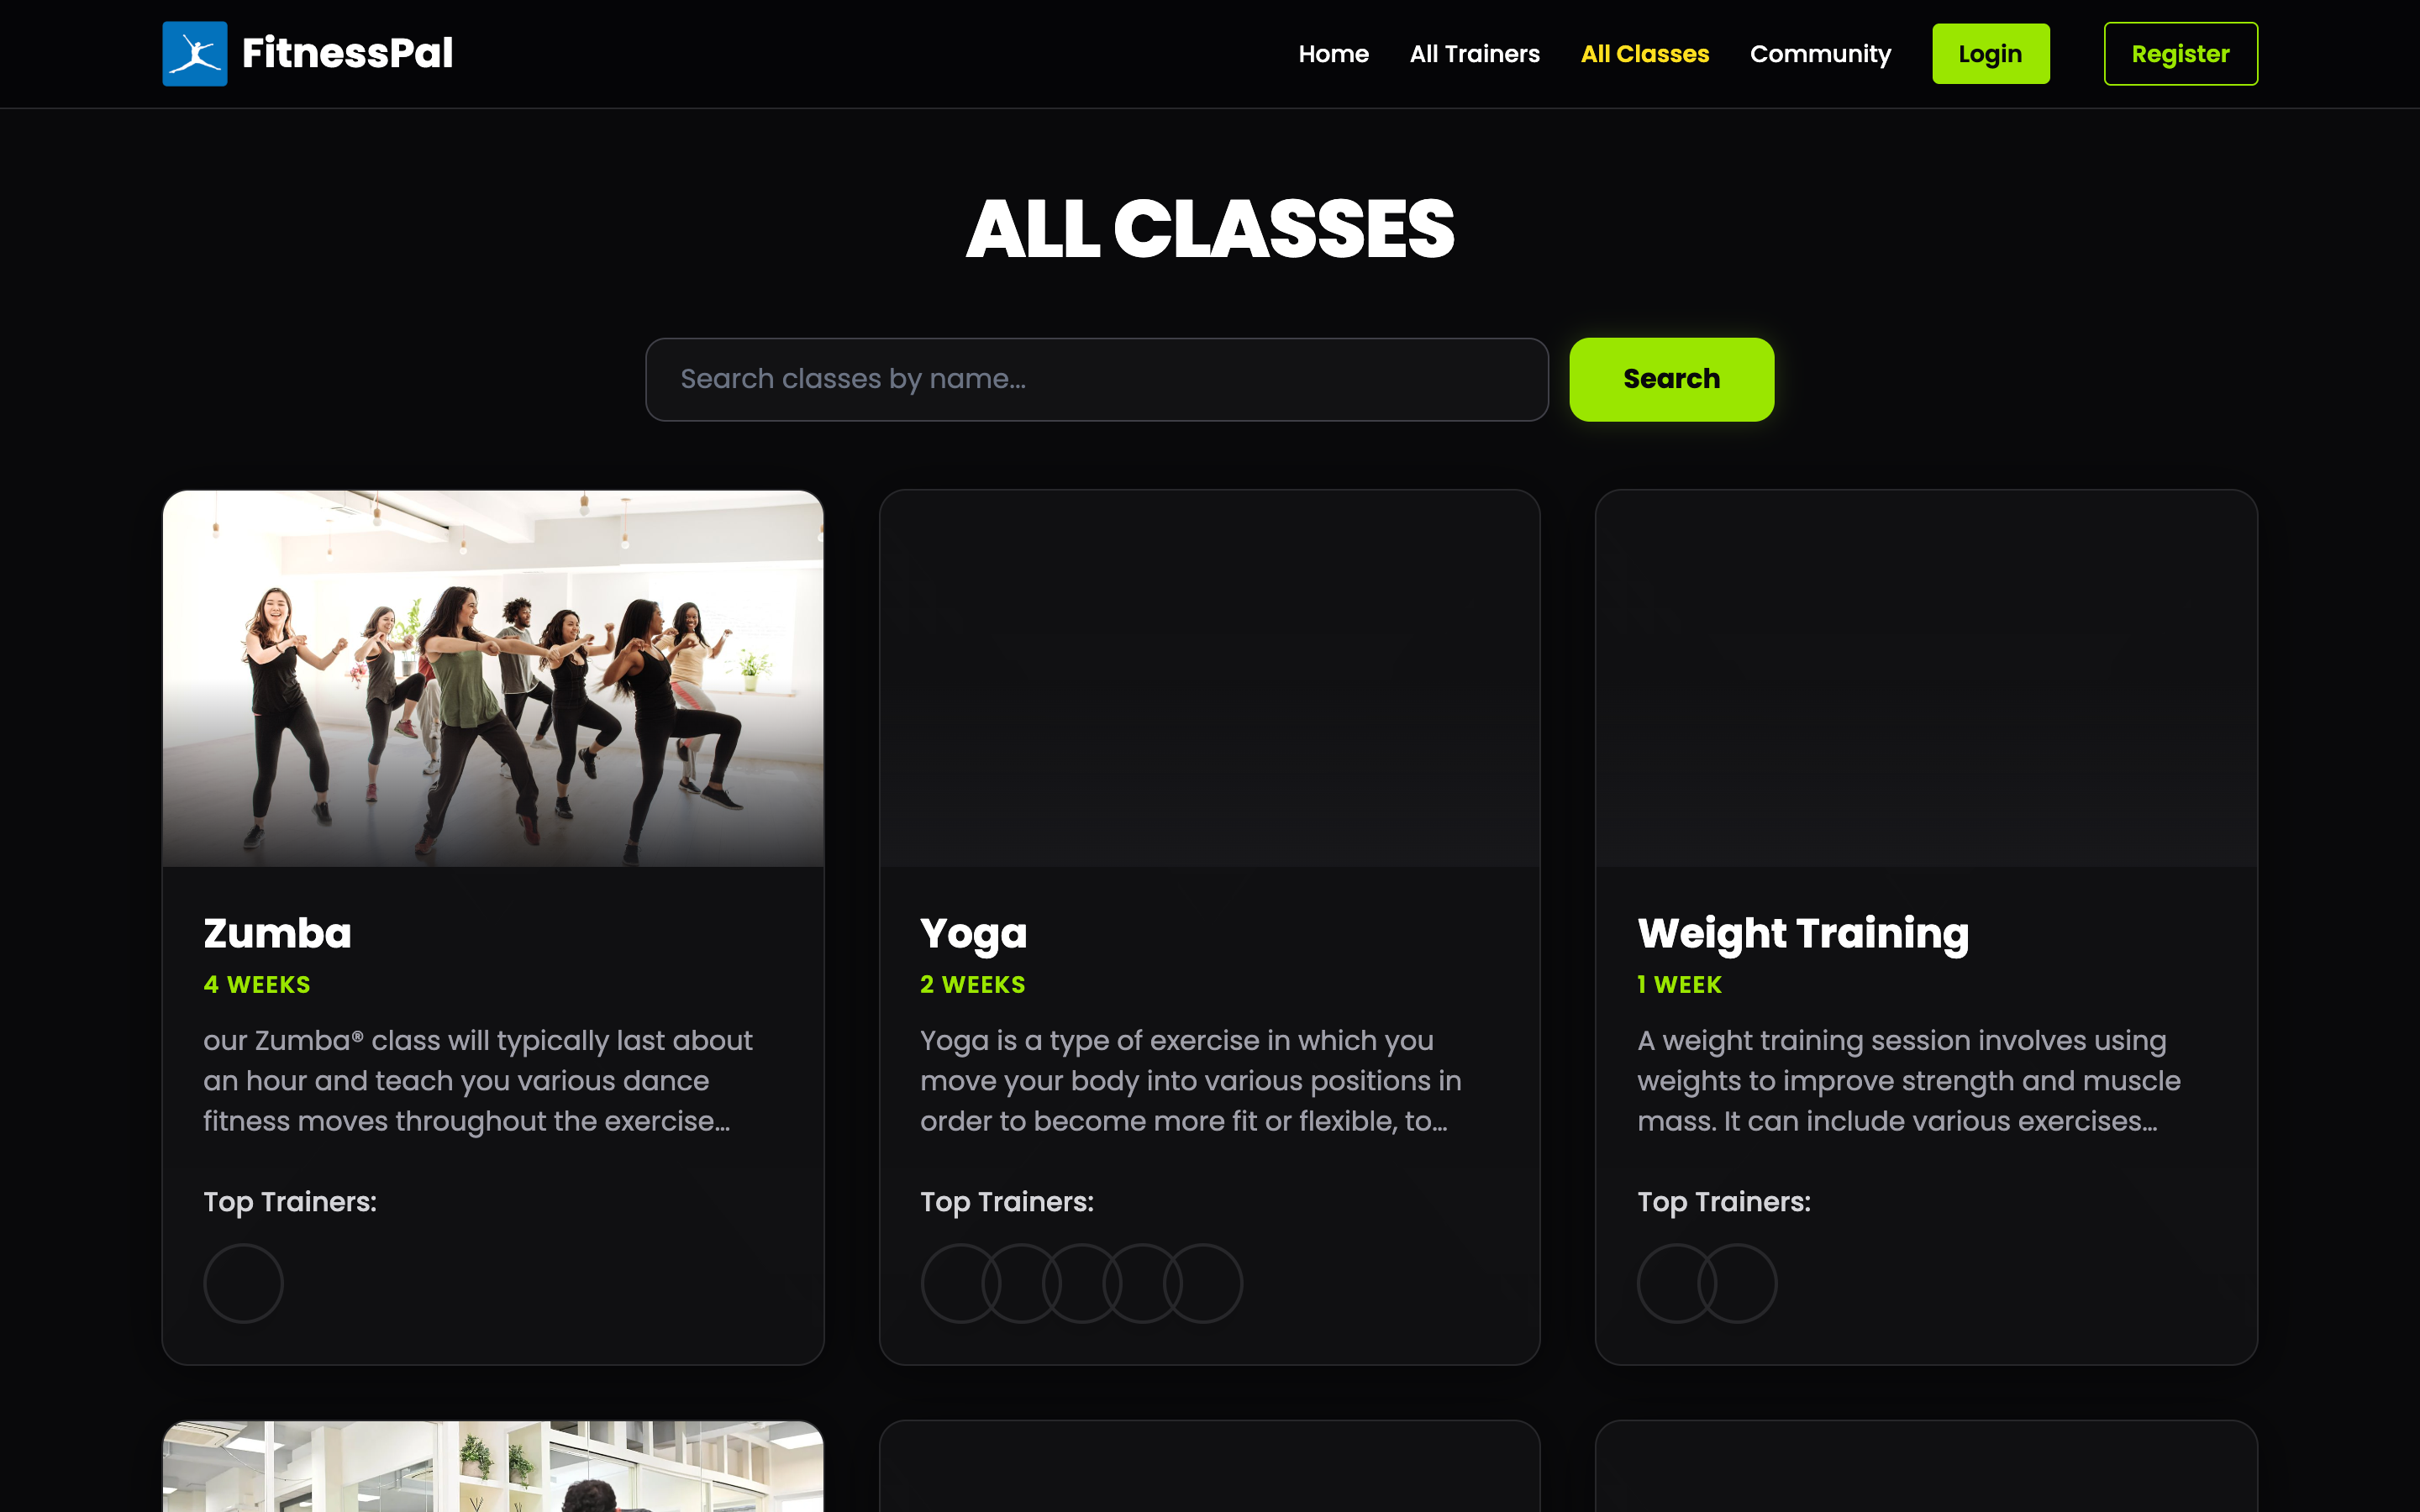 FitnessPal
Home
All Trainers
All Classes
Community
Login
Register
ALL CLASSES
Search classes by name...
Search
Zumba
4 WEEKS
our Zumba® class will typically last about
an hour and teach you various dance
fitness moves throughout the exercise...
Top Trainers:
Yoga
2 WEEKS
Yoga is a type of exercise in which you
move your body into various positions in
order to become more fit or flexible, to...
Top Trainers:
Weight Training
1 WEEK
A weight training session involves using
weights to improve strength and muscle
mass. It can include various exercises...
Top Trainers: